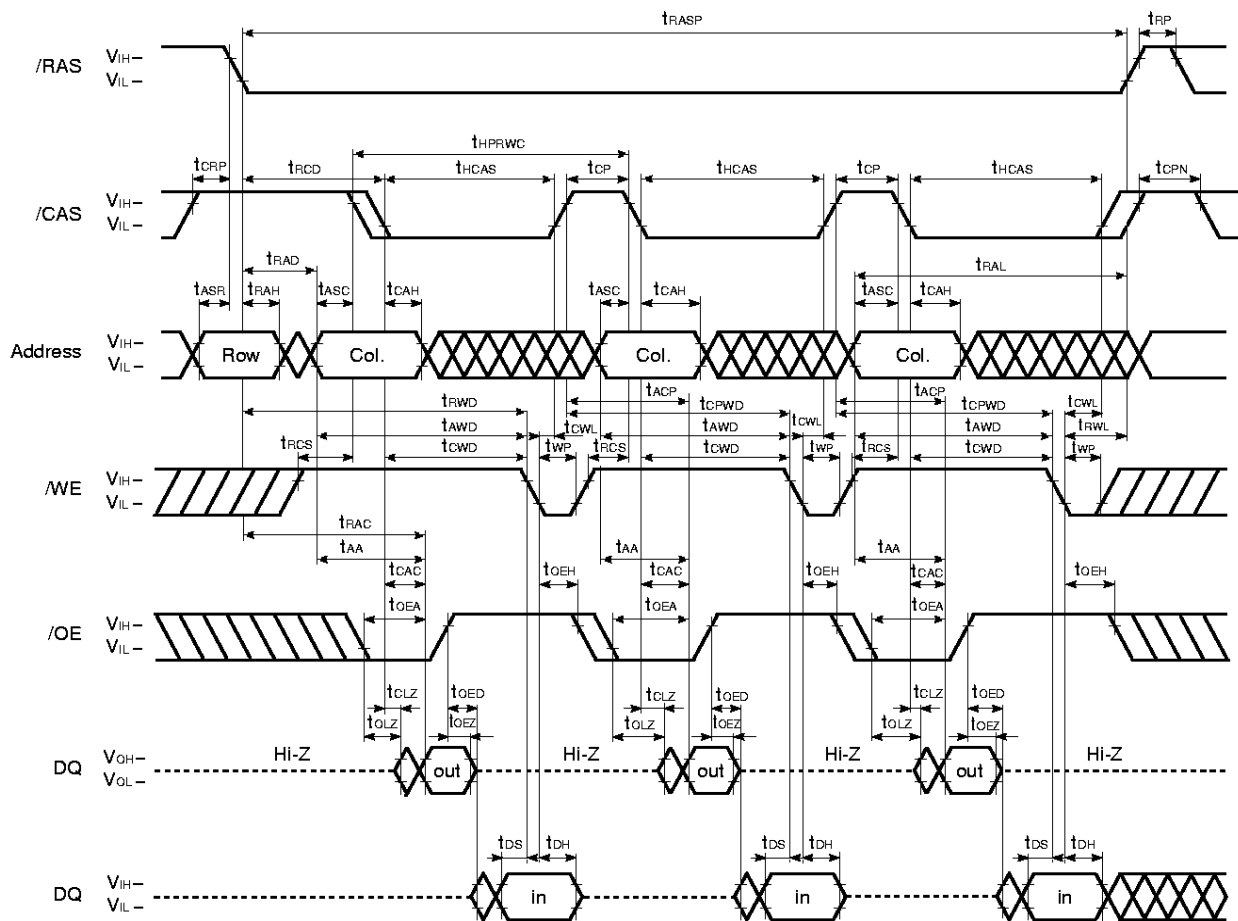 tRASP tRP
/RAS VIH– VIL–
tHPRWC
tCRP tRCD tHCAS tCP tHCAS tCP tHCAS tCPN
/CAS VIH– VIL–
tRAD tRAL
tASR tRAH tASC tCAH tASC tCAH tASC tCAH
Address VIH– VIL– Row Col. Col. Col.
tACP tACP
tRWD tCPWD tCPWD tCWL
tAWD tCWL tAWD tCWL tAWD tRWL
tRCS tCWD tWP tRCS tCWD tWP tRCS tCWD tWP
/WE VIH– VIL–
tRAC
tAA tAA tAA
tCAC tOEH tCAC tOEH tCAC tOEH
tOEA tOEA tOEA
/OE VIH– VIL–
tCLZ tOED tCLZ tOED tCLZ tOED
tOLZ tOEZ tOLZ tOEZ tOLZ tOEZ
Hi-Z Hi-Z Hi-Z Hi-Z
DQ VOH– VOL– out out out
tDS tDH tDS tDH tDS tDH
DQ VIH– VIL– in in in